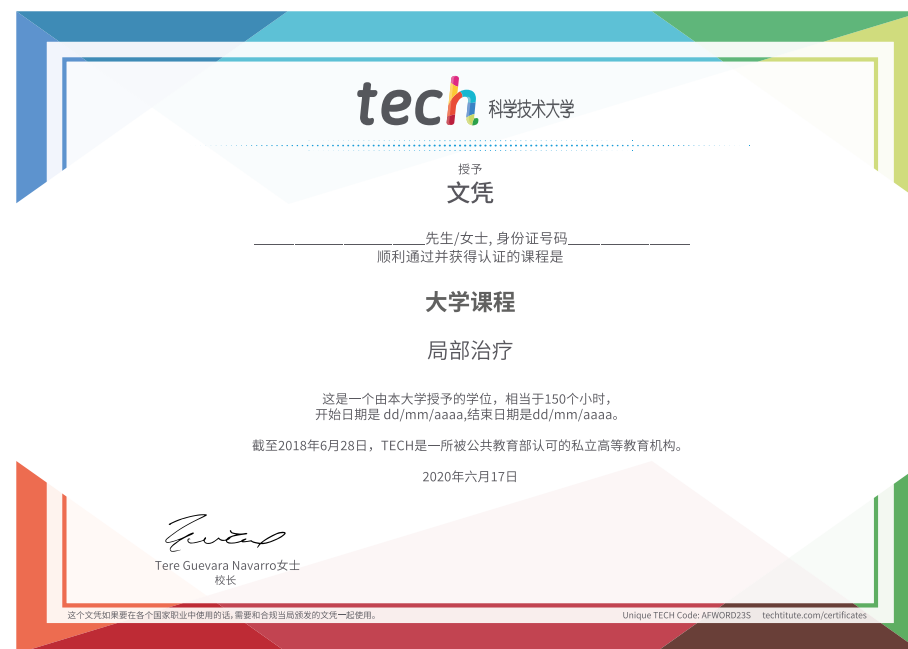 tech 科学技术大学
授予
文凭
____________________先生/女士, 身份证号码_______________
顺利通过并获得认证的课程是
大学课程
局部治疗
这是一个由本大学授予的学位，相当于150个小时，
开始日期是 dd/mm/aaaa,结束日期是dd/mm/aaaa。
截至2018年6月28日，TECH是一所被公共教育部认可的私立高等教育机构。
2020年六月17日
Tere Guevara Navarro女士
校长
这个文凭如果要在各个国家职业中使用的话,需要和合规当局颁发的文凭一起使用。
Unique TECH Code: AFWORD23S techtitute.com/certificates